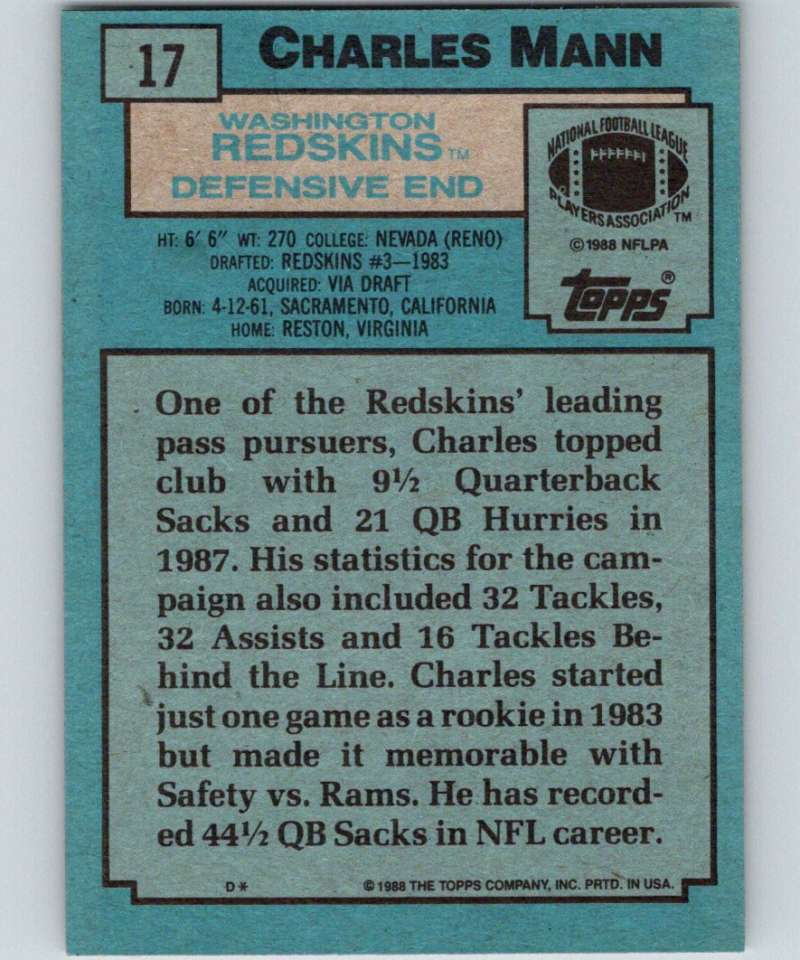 17
CHARLES MANN
WASHINGTON
REDSKINS TM
DEFENSIVE END
NATIONAL FOOTBALL LEAGUE
PLAYERS ASSOCIATION TM
© 1988 NFLPA
topps®
HT: 6' 6" WT: 270 COLLEGE: NEVADA (RENO)
DRAFTED: REDSKINS #3—1983
ACQUIRED: VIA DRAFT
BORN: 4-12-61, SACRAMENTO, CALIFORNIA
HOME: RESTON, VIRGINIA
One of the Redskins' leading
pass pursuers, Charles topped
club with 9½ Quarterback
Sacks and 21 QB Hurries in
1987. His statistics for the cam-
paign also included 32 Tackles,
32 Assists and 16 Tackles Be-
hind the Line. Charles started
just one game as a rookie in 1983
but made it memorable with
Safety vs. Rams. He has record-
ed 44½ QB Sacks in NFL career.
D* © 1988 THE TOPPS COMPANY, INC. PRTD. IN USA.